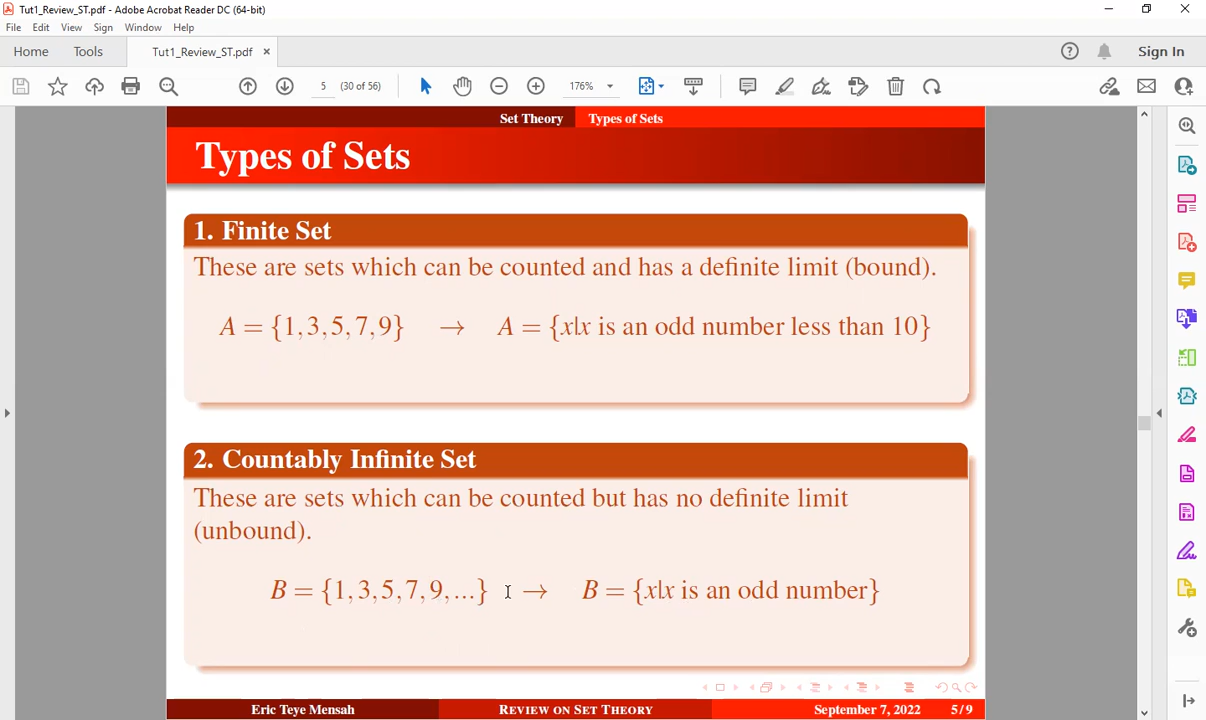 Tut1_Review_ST.pdf - Adobe Acrobat Reader DC (64-bit)
File Edit View Sign Window Help
Home Tools Tut1_Review_ST.pdf × Sign In
5 (30 of 56) 176%
Set Theory Types of Sets
Types of Sets
1. Finite Set
These are sets which can be counted and has a definite limit (bound).
A = {1,3,5,7,9} → A = {x|x is an odd number less than 10}
2. Countably Infinite Set
These are sets which can be counted but has no definite limit
(unbound).
B = {1,3,5,7,9,...} → B = {x|x is an odd number}
Eric Teye Mensah REVIEW ON SET THEORY September 7, 2022 5/9